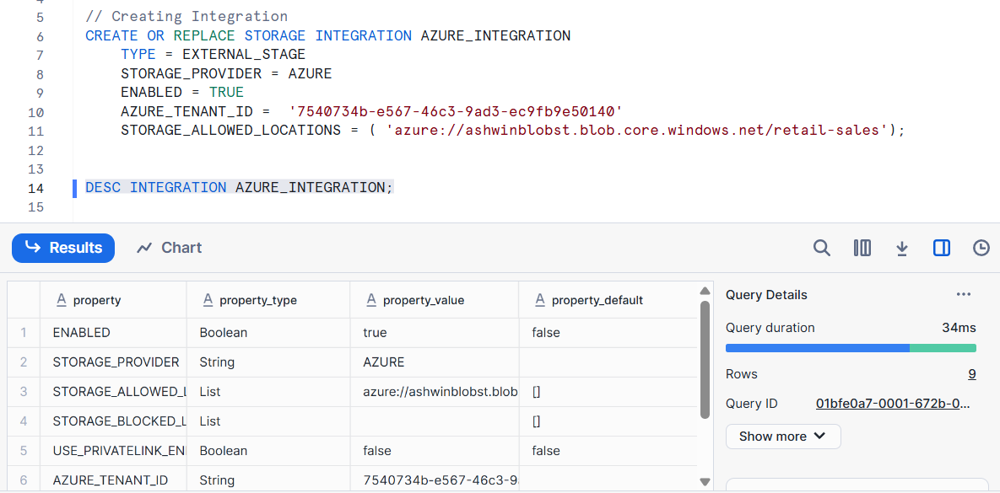 5 // Creating Integration
6 CREATE OR REPLACE STORAGE INTEGRATION AZURE_INTEGRATION
7 TYPE = EXTERNAL_STAGE
8 STORAGE_PROVIDER = AZURE
9 ENABLED = TRUE
10 AZURE_TENANT_ID = '7540734b-e567-46c3-9ad3-ec9fb9e50140'
11 STORAGE_ALLOWED_LOCATIONS = ( 'azure://ashwinblobst.blob.core.windows.net/retail-sales');
12
13
14 DESC INTEGRATION AZURE_INTEGRATION;
15
Results Chart
A property A property_type A property_value A property_default
1 ENABLED Boolean true false
2 STORAGE_PROVIDER String AZURE
3 STORAGE_ALLOWED_L List azure://ashwinblobst.blob []
4 STORAGE_BLOCKED_L List []
5 USE_PRIVATELINK_EN Boolean false false
6 AZURE_TENANT_ID String 7540734b-e567-46c3-9
Query Details ...
Query duration 34ms
Rows 9
Query ID 01bfe0a7-0001-672b-0...
Show more